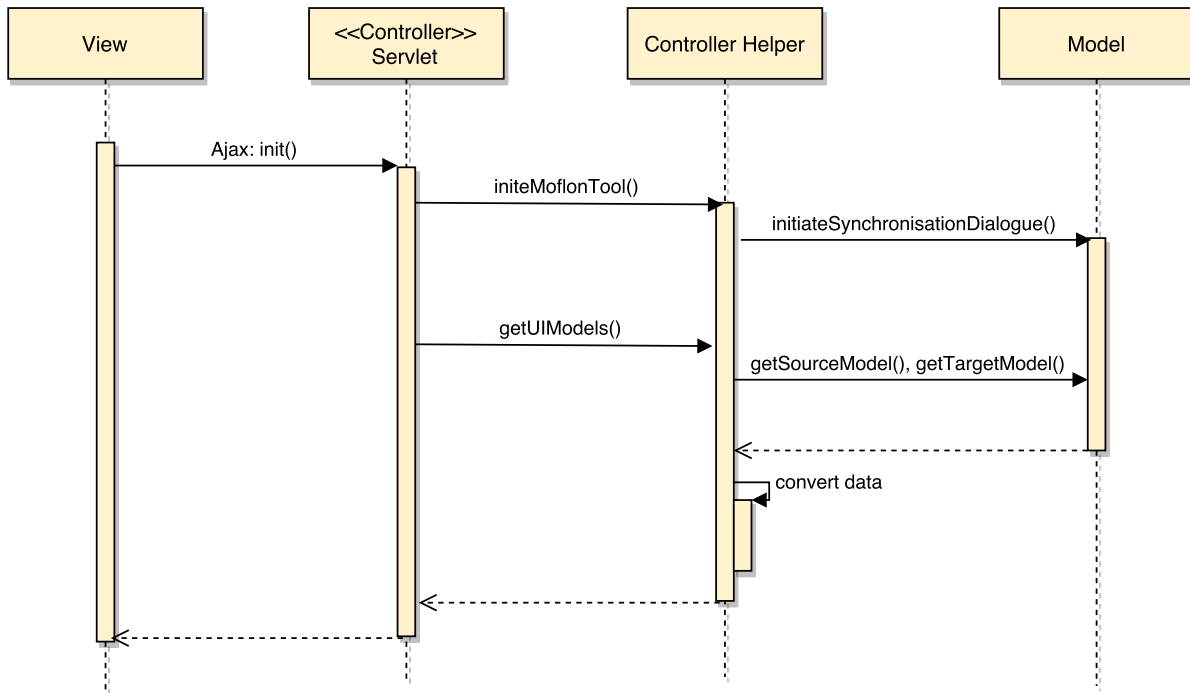 View
<<Controller>>
Servlet
Controller Helper
Model
Ajax: init()
initeMoflonTool()
initiateSynchronisationDialogue()
getUIModels()
getSourceModel(), getTargetModel()
convert data